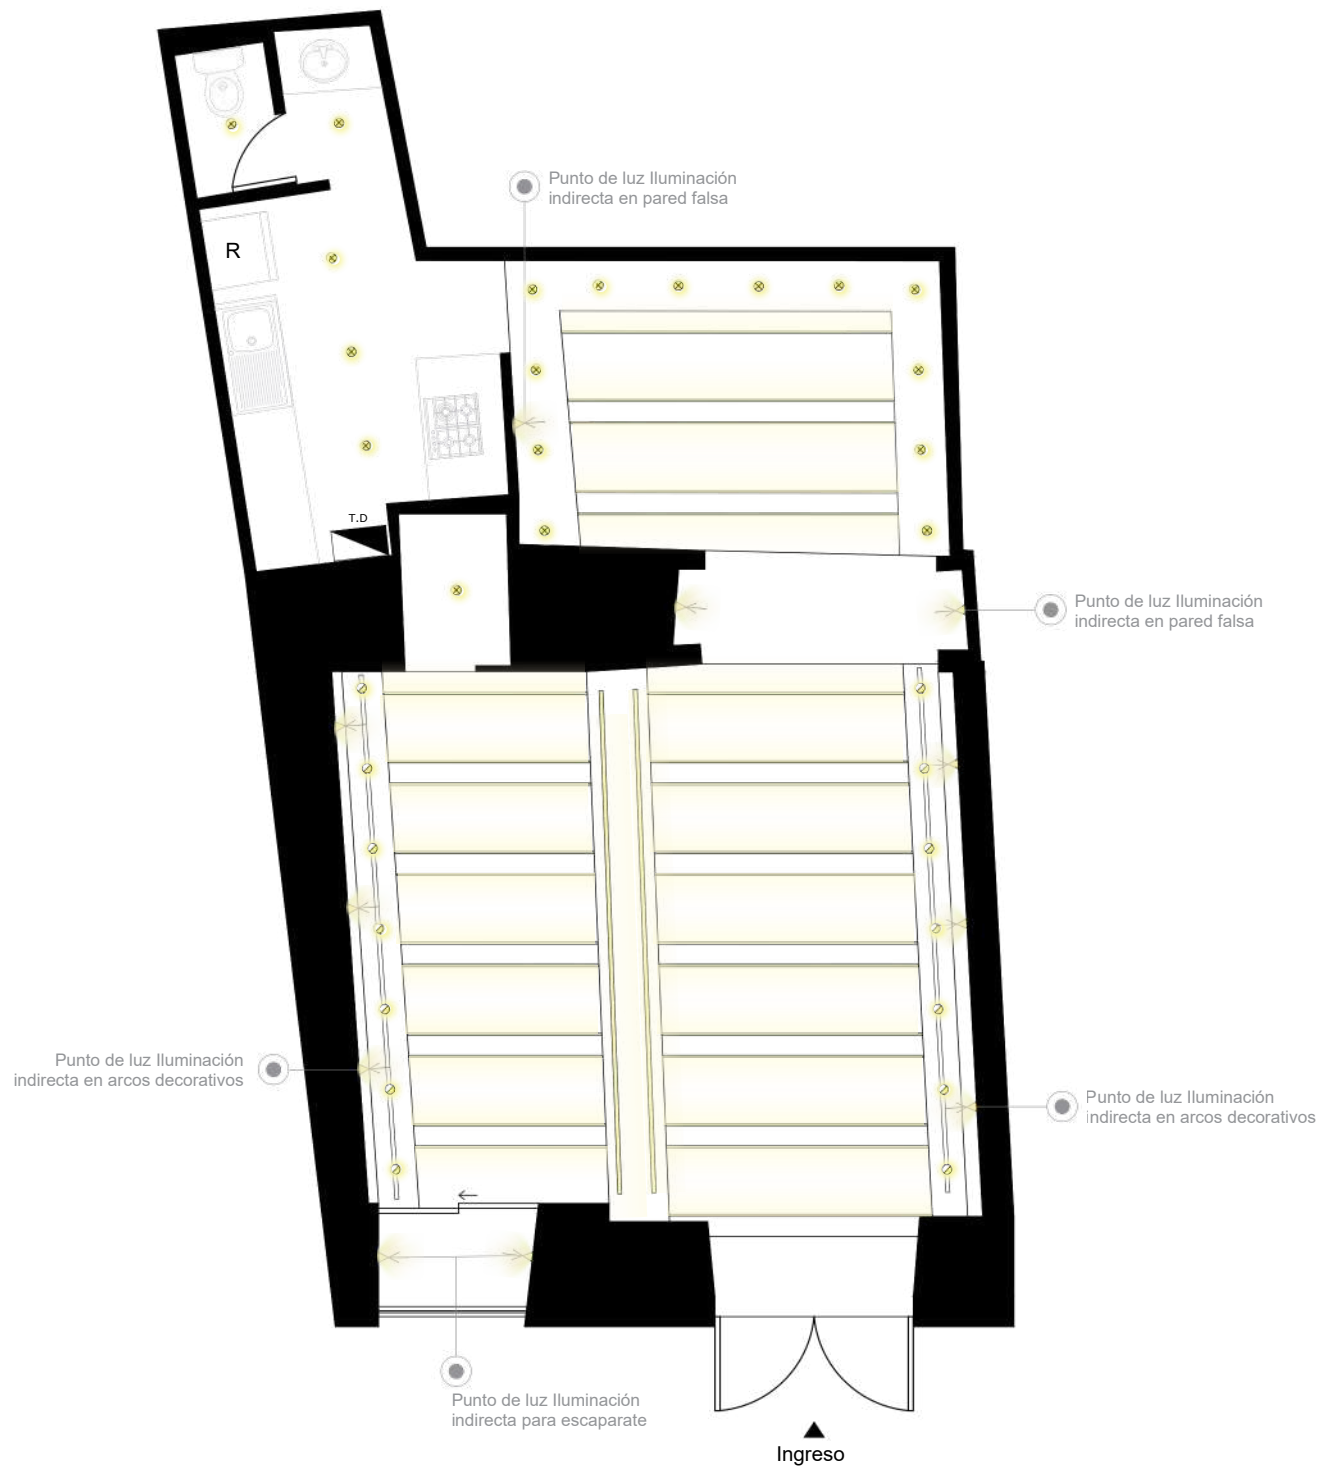 Punto de luz Iluminación
indirecta en pared falsa
R
T.D
Punto de luz Iluminación
indirecta en pared falsa
Punto de luz Iluminación
indirecta en arcos decorativos
Punto de luz Iluminación
indirecta en arcos decorativos
Punto de luz Iluminación
indirecta para escaparate
Ingreso